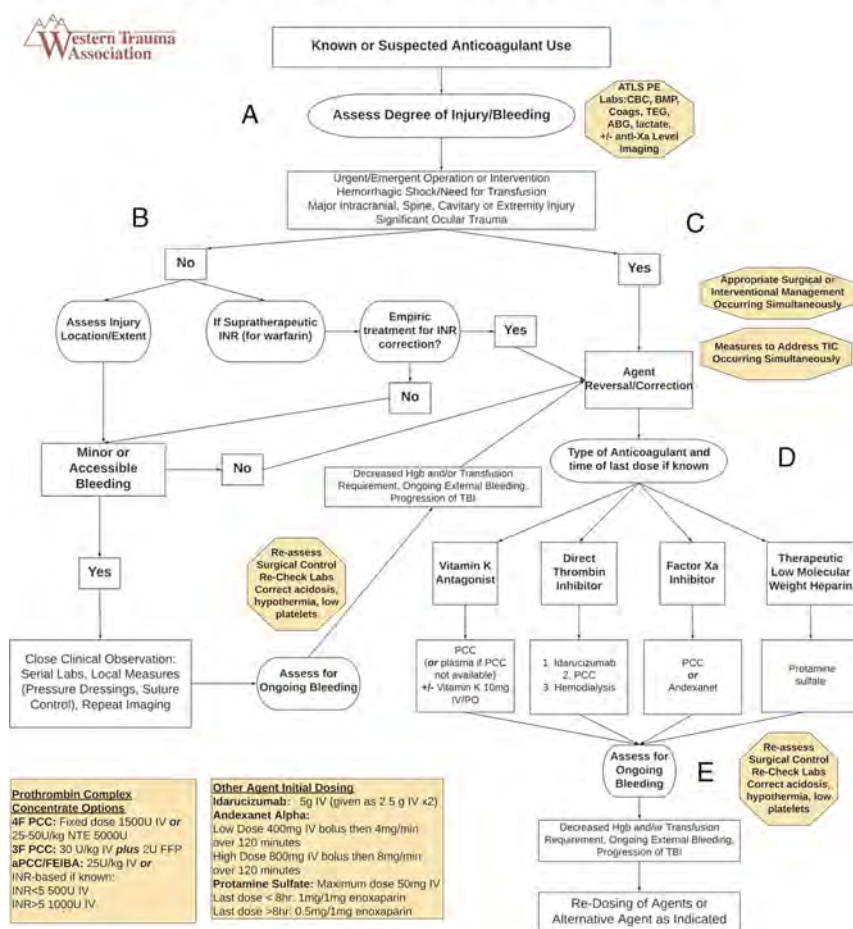 Western Trauma
Association
Known or Suspected Anticoagulant Use
A
Assess Degree of Injury/Bleeding
ATLS PE
Labs:CBC, BMP,
Coags, TEG,
ABG, lactate,
+/- anti-Xa Level
Imaging
Urgent/Emergent Operation or Intervention
Hemorrhagic Shock/Need for Transfusion
Major Intracranial, Spine, Cavitary or Extremity Injury
Significant Ocular Trauma
B
C
No
Yes
Appropriate Surgical or
Interventional Management
Occurring Simultaneously
Assess Injury
Location/Extent
If Supratherapeutic
INR (for warfarin)
Empiric
treatment for INR
correction?
Yes
Measures to Address TIC
Occurring Simultaneously
No
Agent
Reversal/Correction
Minor or
Accessible
Bleeding
No
Type of Anticoagulant and
time of last dose if known
D
Decreased Hgb and/or Transfusion
Requirement, Ongoing External Bleeding,
Progression of TBI
Yes
Re-assess
Surgical Control
Re-Check Labs
Correct acidosis,
hypothermia, low
platelets
Vitamin K
Antagonist
Direct
Thrombin
Inhibitor
Factor Xa
Inhibitor
Therapeutic
Low Molecular
Weight Heparin
Close Clinical Observation:
Serial Labs, Local Measures
(Pressure Dressings, Suture
Control), Repeat Imaging
Assess for
Ongoing Bleeding
PCC
(or plasma if PCC
not available)
+/- Vitamin K 10mg
IV/PO
1. Idarucizumab
2. PCC
3. Hemodialysis
PCC
or
Andexanet
Protamine
sulfate
Assess for
Ongoing
Bleeding
E
Re-assess
Surgical Control
Re-Check Labs
Correct acidosis,
hypothermia, low
platelets
Decreased Hgb and/or Transfusion
Requirement, Ongoing External Bleeding,
Progression of TBI
Re-Dosing of Agents or
Alternative Agent as Indicated
Prothrombin Complex
Concentrate Options
4F PCC: Fixed dose 1500U IV or
25-50U/kg NTE 5000U
3F PCC: 30 U/kg IV plus 2U FFP
aPCC/FEIBA: 25U/kg IV or
INR-based if known:
INR<5 500U IV
INR>5 1000U IV
Other Agent Initial Dosing
Idarucizumab: 5g IV (given as 2.5 g IV x2)
Andexanet Alpha:
Low Dose 400mg IV bolus then 4mg/min
over 120 minutes
High Dose 800mg IV bolus then 8mg/min
over 120 minutes
Protamine Sulfate: Maximum dose 50mg IV
Last dose < 8hr: 1mg/1mg enoxaparin
Last dose >8hr: 0.5mg/1mg enoxaparin